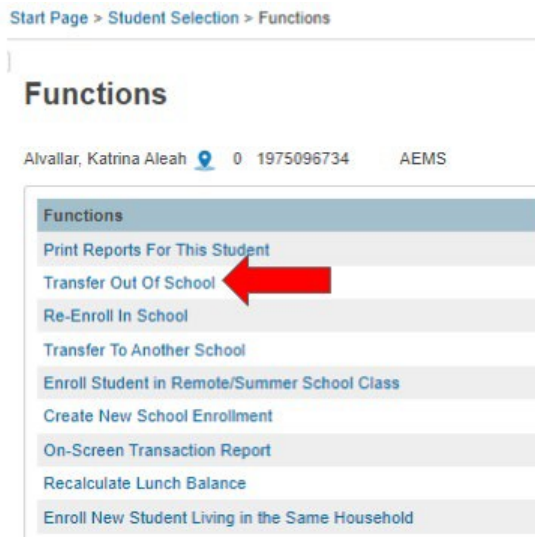 Start Page > Student Selection > Functions
Functions
Alvallar, Katrina Aleah 0 1975096734 AEMS
Functions
Print Reports For This Student
Transfer Out Of School
Re-Enroll In School
Transfer To Another School
Enroll Student in Remote/Summer School Class
Create New School Enrollment
On-Screen Transaction Report
Recalculate Lunch Balance
Enroll New Student Living in the Same Household